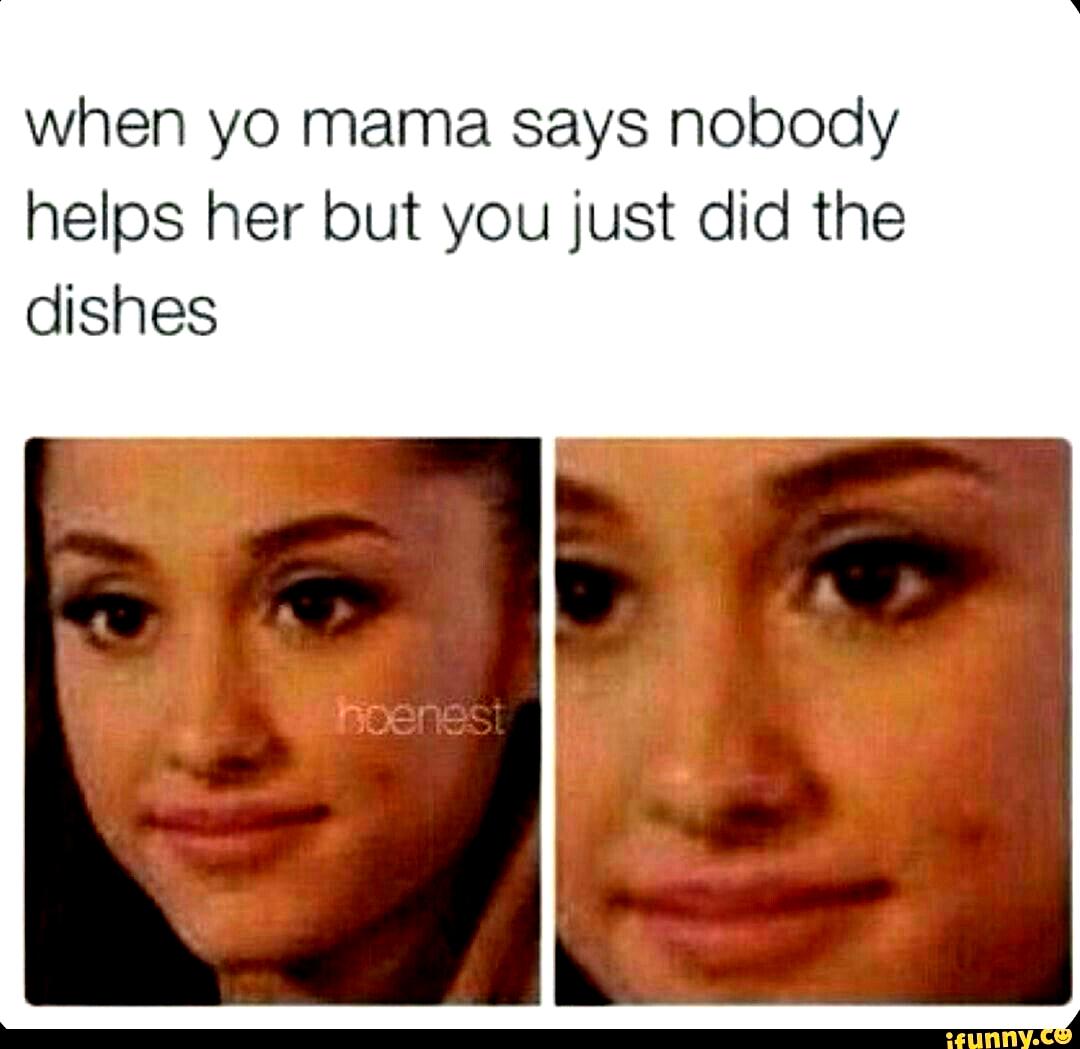 when yo mama says nobody
helps her but you just did the
dishes
hoenest
ifunny.co